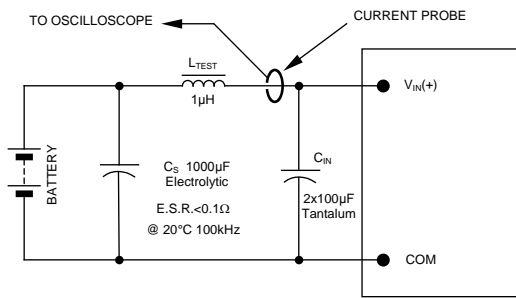 TO OSCILLOSCOPE
CURRENT PROBE
LTEST
1μH
VIN(+)
BATTERY
CS 1000μF
Electrolytic
E.S.R.<0.1Ω
@ 20°C 100kHz
CIN
2x100μF
Tantalum
COM